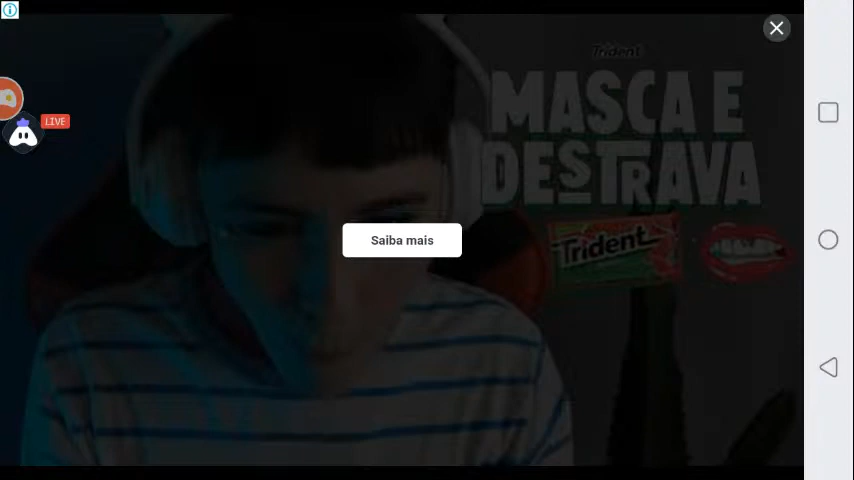 Trident
MASCA E
DESTRAVA
LIVE
Trident
Saiba mais